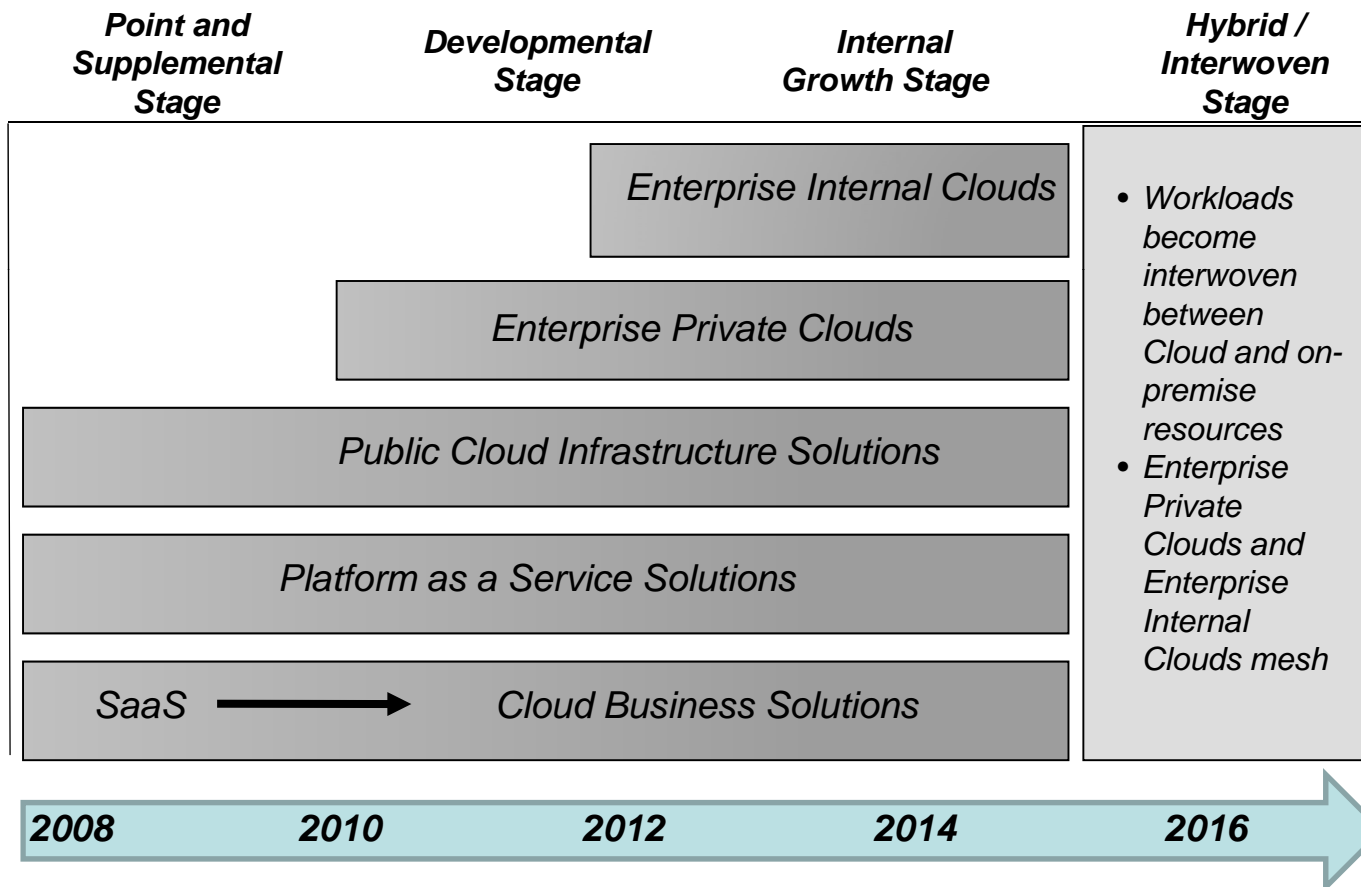 Point and
Supplemental
Stage
Developmental
Stage
Internal
Growth Stage
Hybrid /
Interwoven
Stage
Enterprise Internal Clouds
Enterprise Private Clouds
Public Cloud Infrastructure Solutions
Platform as a Service Solutions
SaaS Cloud Business Solutions
• Workloads
become
interwoven
between
Cloud and on-
premise
resources
• Enterprise
Private
Clouds and
Enterprise
Internal
Clouds mesh
2008 2010 2012 2014 2016